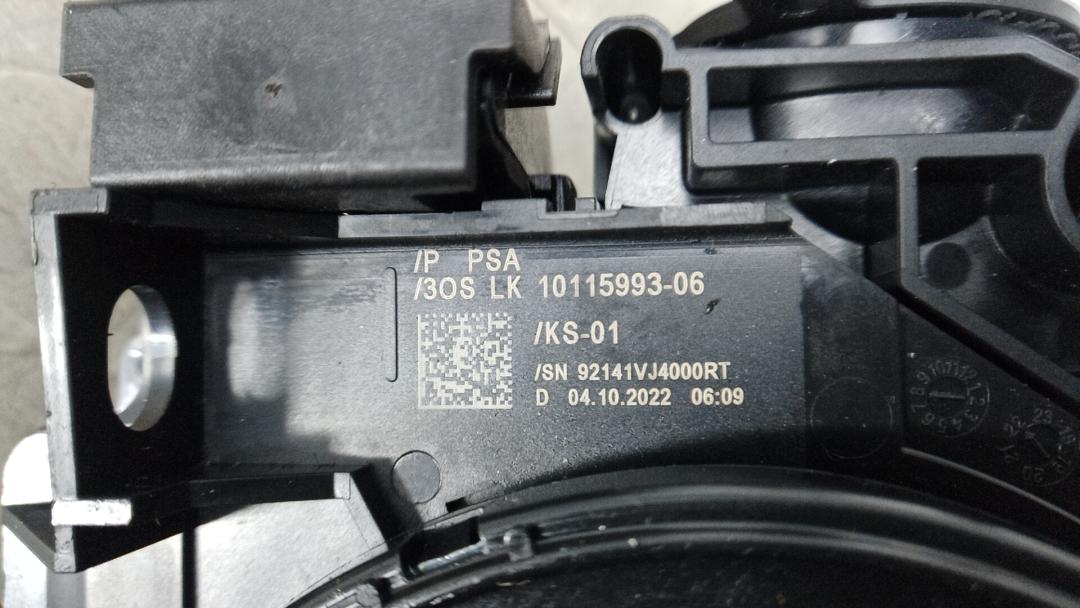 /P PSA
/3OS LK 10115993-06
/KS-01
/SN 92141VJ4000RT
D 04.10.2022 06:09